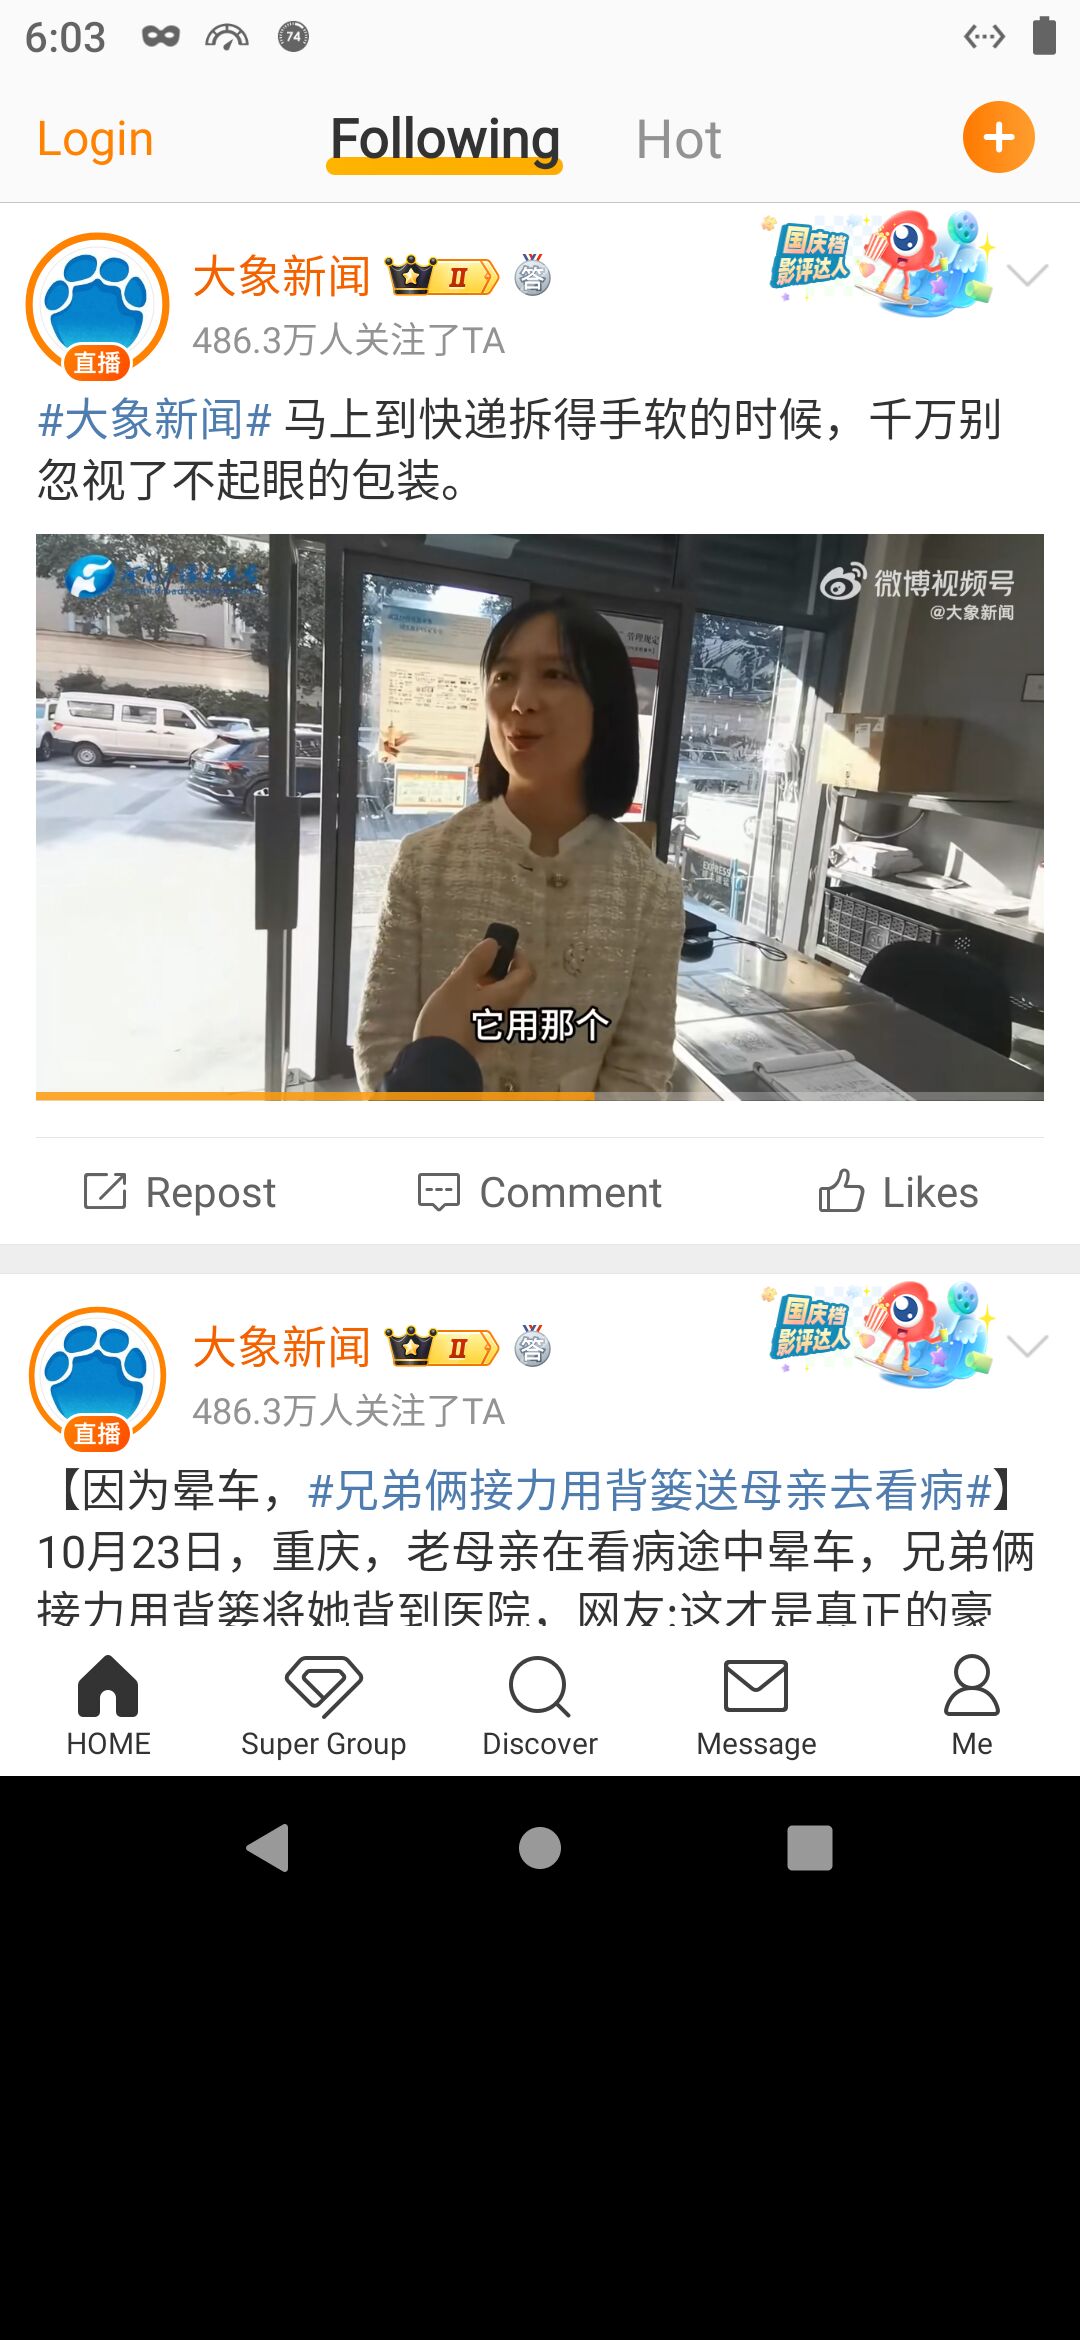 6:03
74
Login
Following
Hot
大象新闻
II
答
国庆档
影评达人
486.3万人关注了TA
直播
#大象新闻# 马上到快递拆得手软的时候，千万别
忽视了不起眼的包装。
微博视频号
@大象新闻
管理规定
EXPRESS
它用那个
Repost
Comment
Likes
大象新闻
II
答
国庆档
影评达人
486.3万人关注了TA
直播
【因为晕车，#兄弟俩接力用背篓送母亲去看病#】
10月23日，重庆，老母亲在看病途中晕车，兄弟俩
接力用背篓将她背到医院，网友:这才是真正的豪
HOME
Super Group
Discover
Message
Me